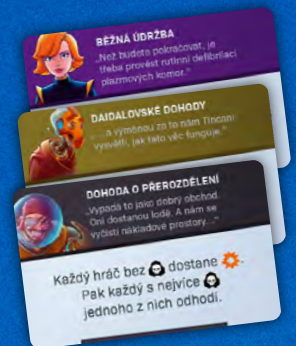 BĚŽNÁ ÚDRŽBA
„Než budete pokračovat, je
třeba provést rutinní defibrilaci
plazmových komor.“
DAIDALOVSKÉ DOHODY
„... a výměnou za to nám Tincani
vysvětlí, jak tato věc funguje.“
DOHODA O PŘEROZDĚLENÍ
„Vypadá to jako dobrý obchod.
Oni dostanou lodě. A nám se
vyčistí nákladové prostory...“
Každý hráč bez dostane
Pak každý s nejvíce
jednoho z nich odhodí.